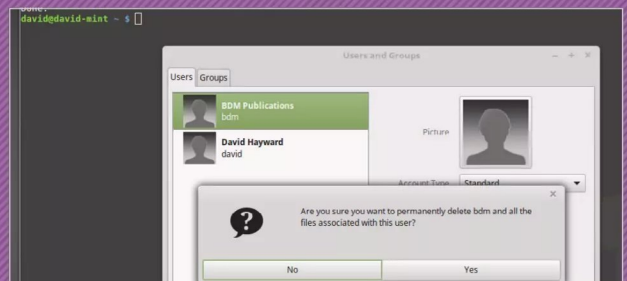 Done.
david@david-mint ~ $
Users and Groups
Users Groups
BDM Publications
bdm
David Hayward
david
Picture
Account Type Standard
Are you sure you want to permanently delete bdm and all the
files associated with this user?
No Yes